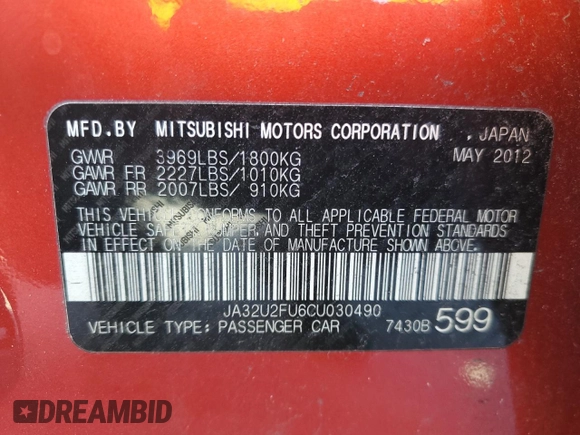 MFD.BY MITSUBISHI MOTORS CORPORATION , JAPAN
GVWR 3969LBS/1800KG MAY 2012
GAWR FR 2227LBS/1010KG
GAWR RR 2007LBS/ 910KG
THIS VEHICLE CONFORMS TO ALL APPLICABLE FEDERAL MOTOR
VEHICLE SAFETY, BUMPER, AND THEFT PREVENTION STANDARDS
IN EFFECT ON THE DATE OF MANUFACTURE SHOWN ABOVE.
JA32U2FU6CU030490
VEHICLE TYPE: PASSENGER CAR 7430B 599
DREAMBID